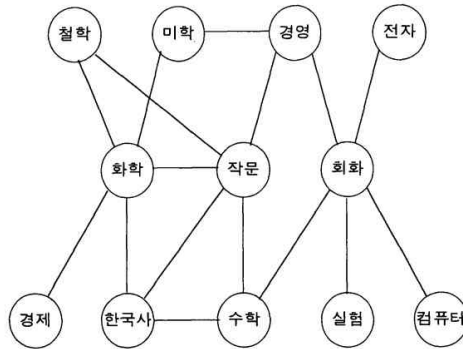 철학 미학 경영 전자
화학 작문 회화
경제 한국사 수학 실험 컴퓨터